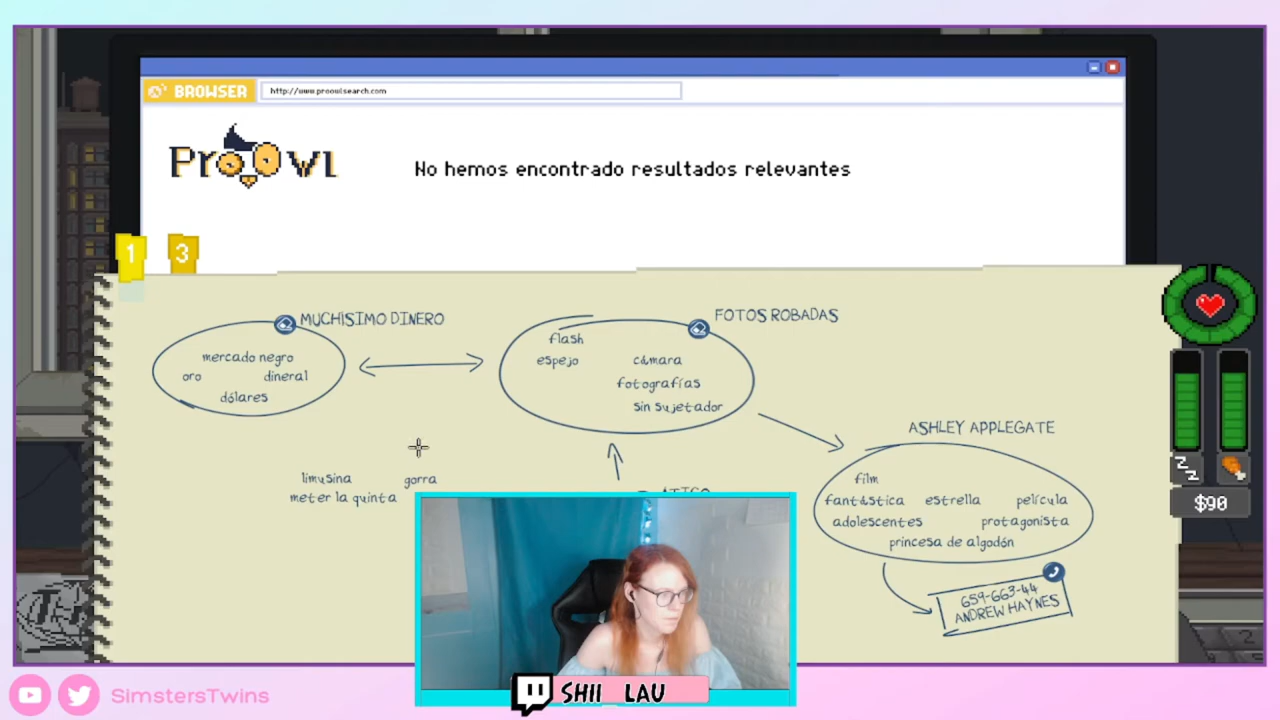 BROWSER
http://www.proowlsearch.com
PrOOwl
No hemos encontrado resultados relevantes
1
3
MUCHÍSIMO DINERO
mercado negro
oro
dineral
dólares
FOTOS ROBADAS
flash
espejo
cámara
fotografías
sin sujetador
ASHLEY APPLEGATE
film
fantástica
estrella
película
adolescentes
protagonista
princesa de algodón
659-663-44
ANDREW HAYNES
limusina
gorra
meter la quinta
$90
2
SHII LAU
SimstersTwins